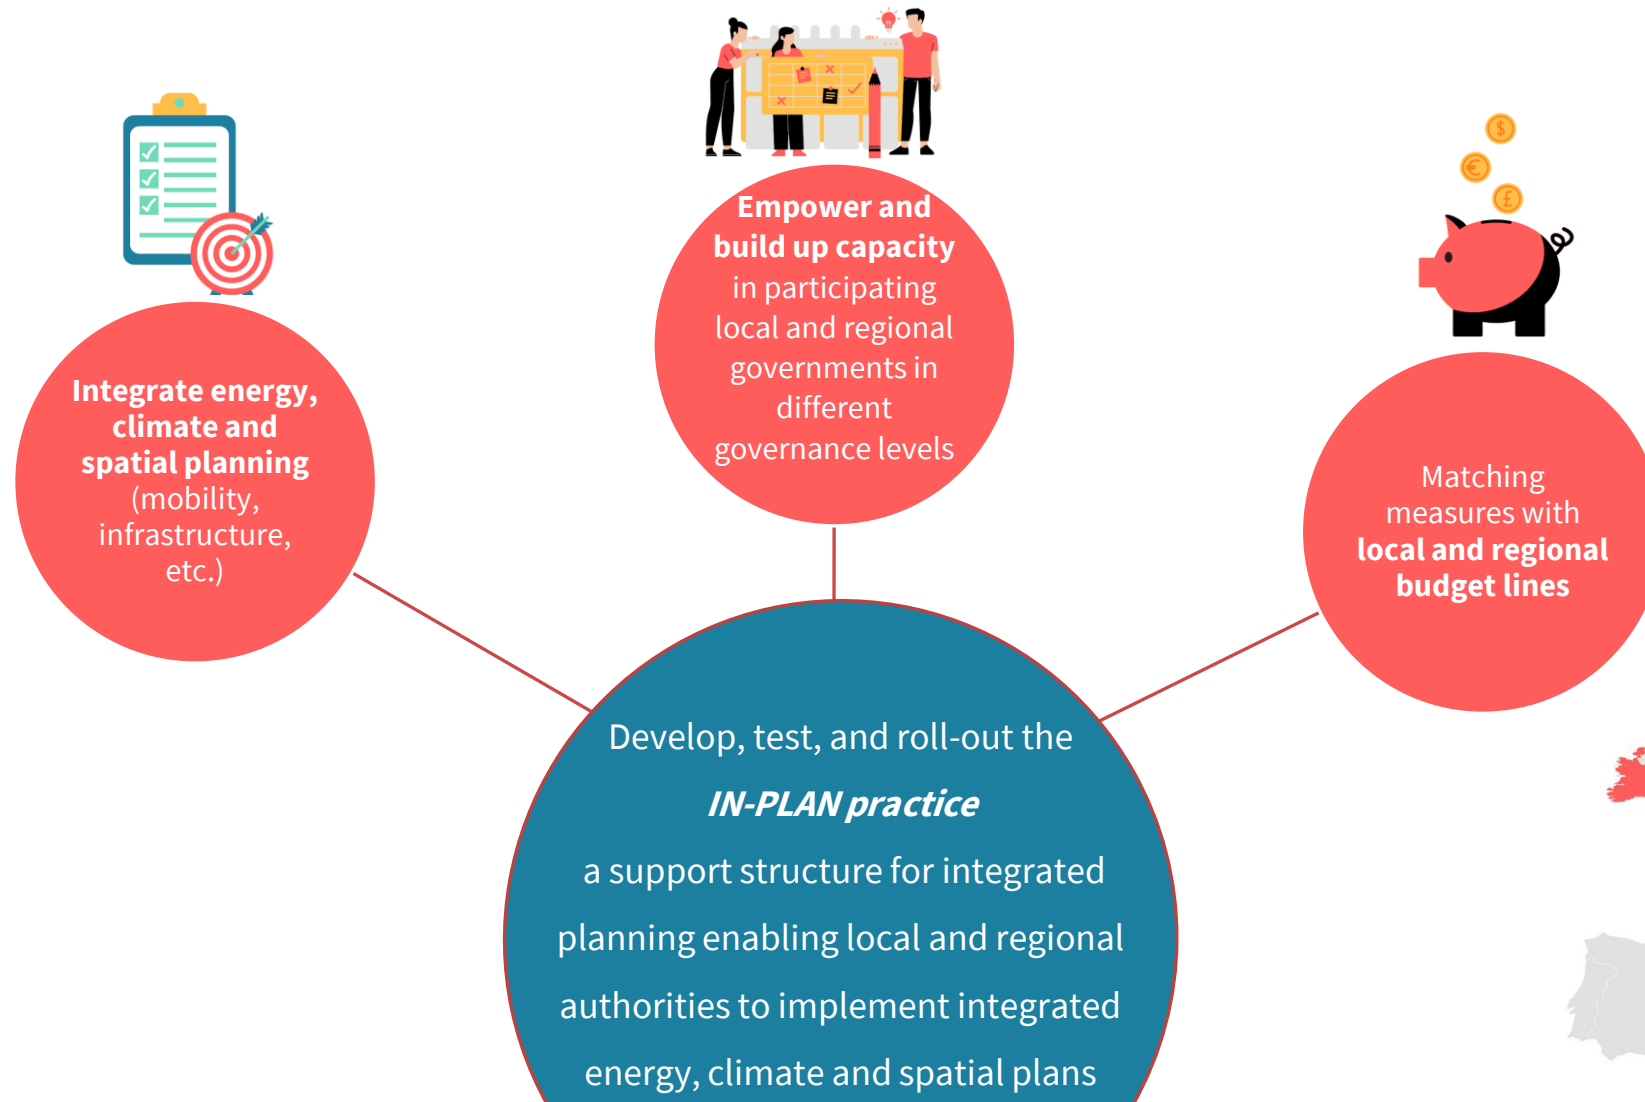 Empower and
build up capacity
in participating
local and regional
governments in
different
governance levels
Integrate energy,
climate and
spatial planning
(mobility,
infrastructure,
etc.)
Matching
measures with
local and regional
budget lines
Develop, test, and roll-out the
IN-PLAN practice
a support structure for integrated
planning enabling local and regional
authorities to implement integrated
energy, climate and spatial plans
$
€
£